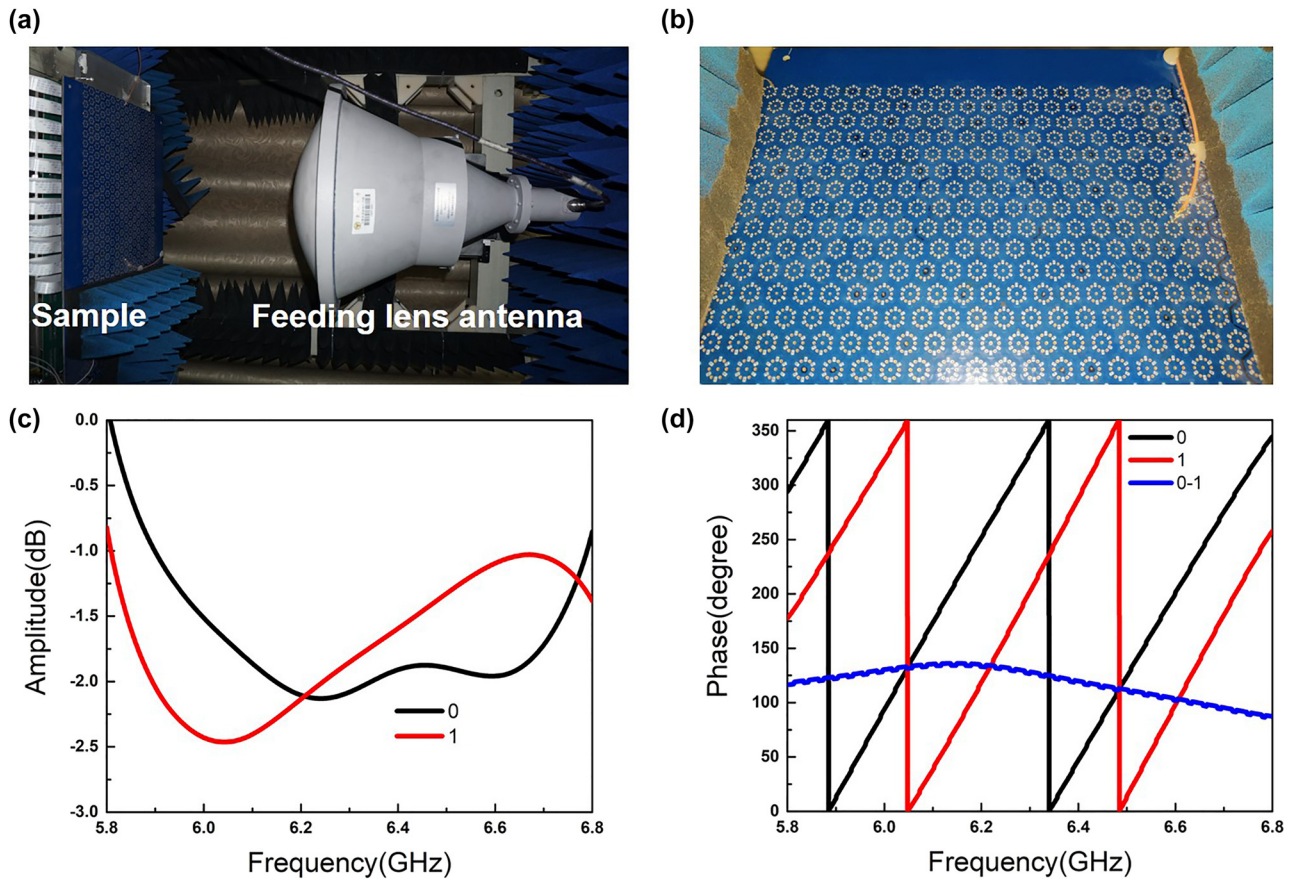 (a)
(b)
Sample
Feeding lens antenna
(c)
0.0
-0.5
-1.0
-1.5
-2.0
-2.5
-3.0
Amplitude(dB)
0
1
5.8 6.0 6.2 6.4 6.6 6.8
Frequency(GHz)
(d)
350
300
250
200
150
100
50
0
Phase(degree)
0
1
0-1
5.8 6.0 6.2 6.4 6.6 6.8
Frequency(GHz)